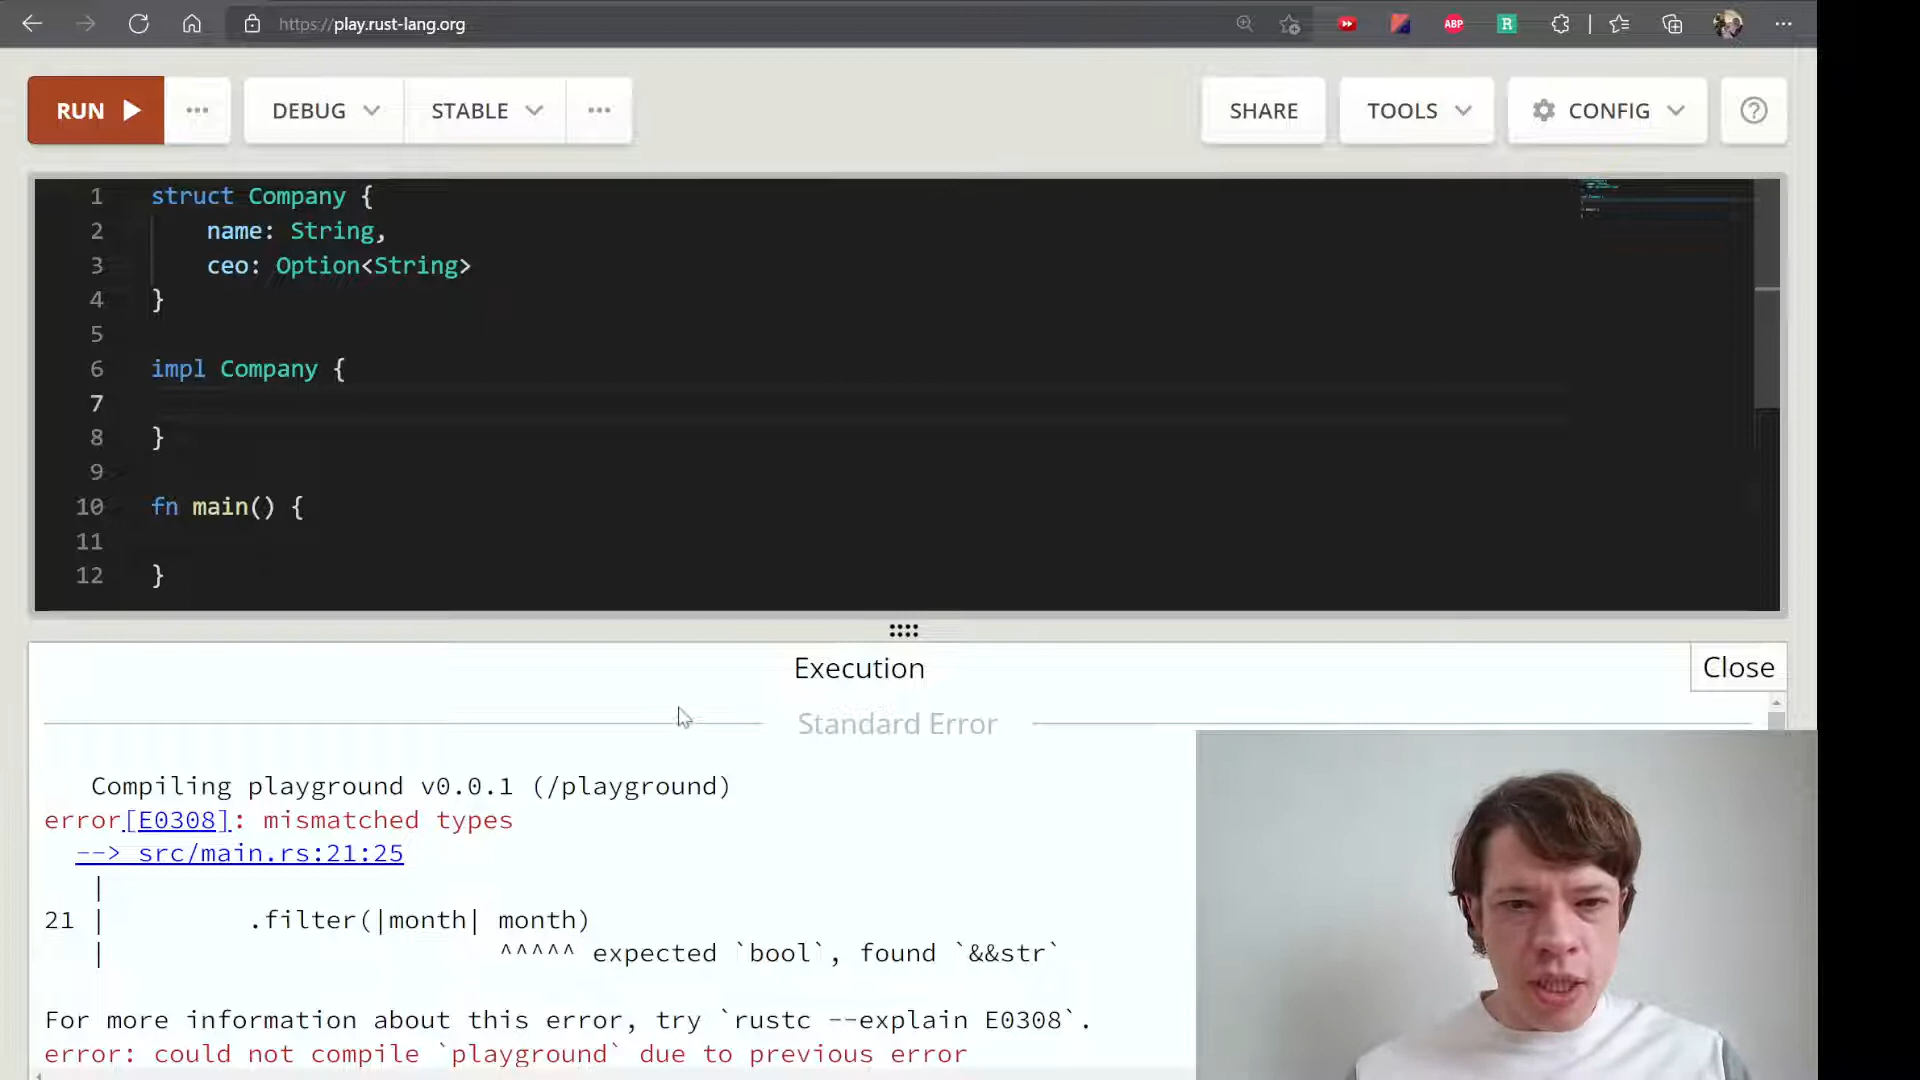 https://play.rust-lang.org
ABP
R
RUN
DEBUG
STABLE
SHARE
TOOLS
CONFIG
1 struct Company {
2 name: String,
3 ceo: Option<String>
4 }
5
6 impl Company {
7
8 }
9
10 fn main() {
11
12 }
Execution
Close
Standard Error
Compiling playground v0.0.1 (/playground)
error[E0308]: mismatched types
--> src/main.rs:21:25
|
21 | .filter(|month| month)
| ^^^^^ expected `bool`, found `&&str`
For more information about this error, try `rustc --explain E0308`.
error: could not compile `playground` due to previous error